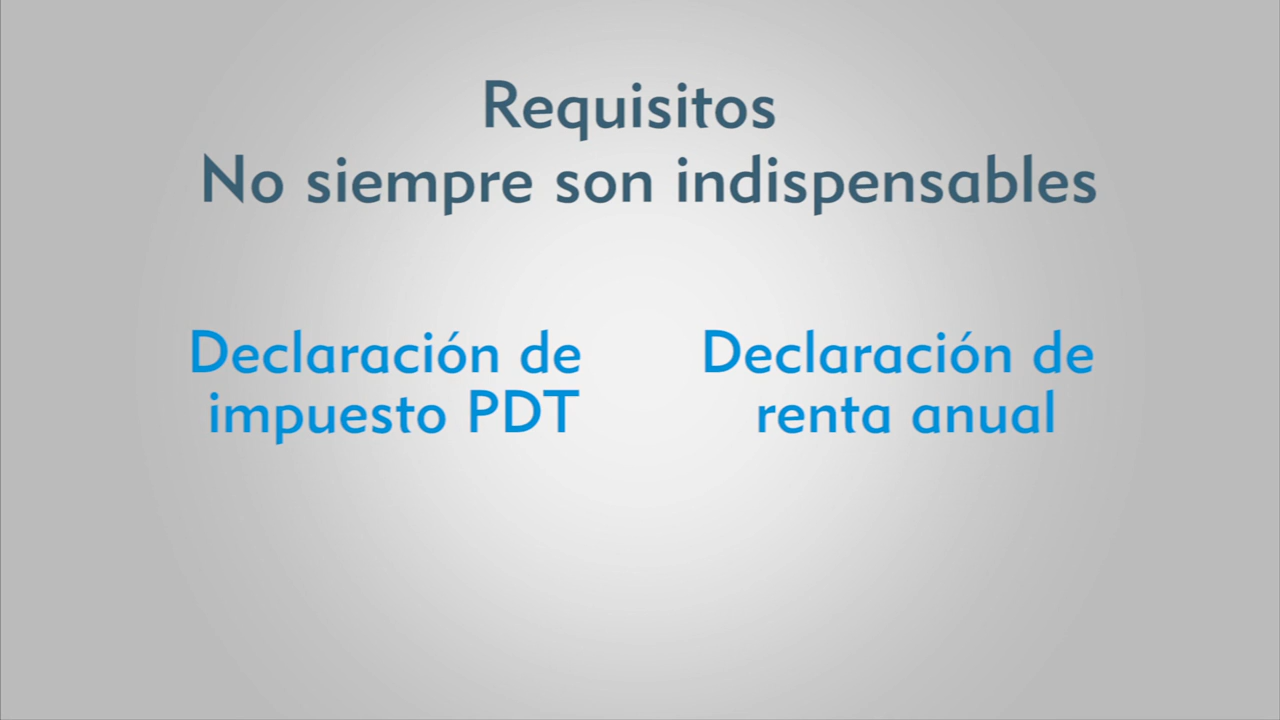 Requisitos
No siempre son indispensables
Declaración de
impuesto PDT
Declaración de
renta anual